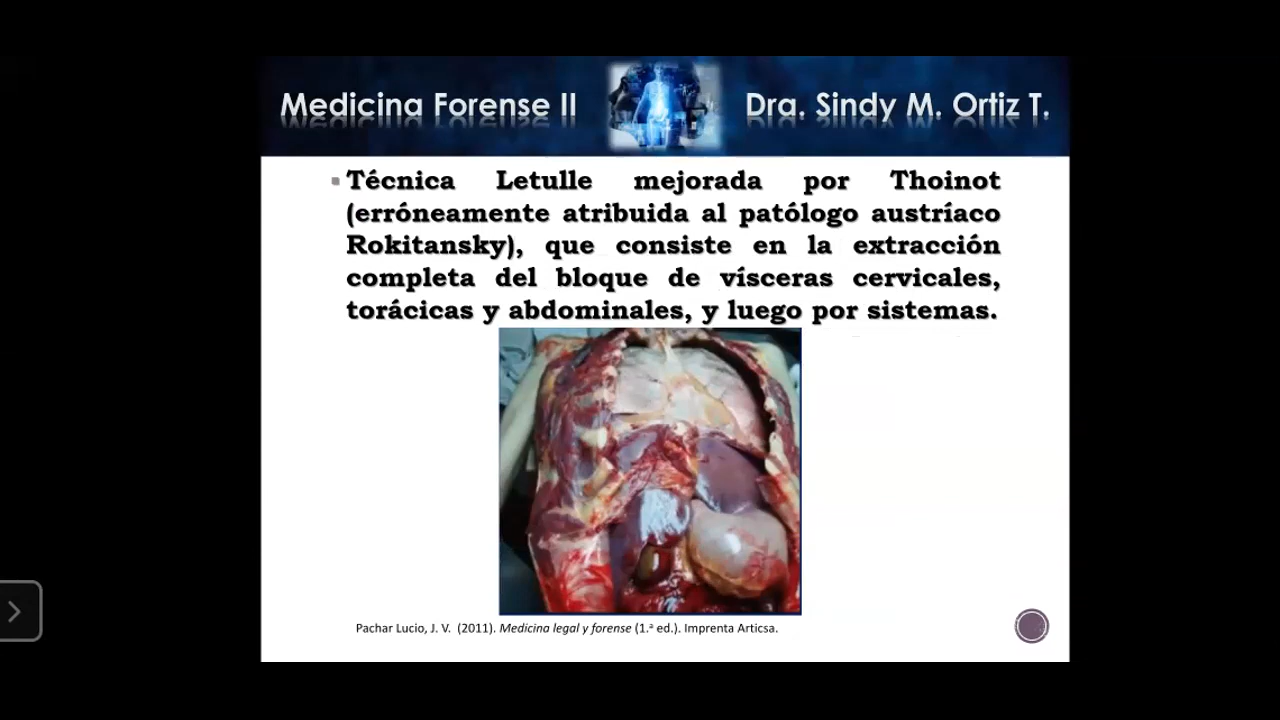 Medicina Forense II
Dra. Sindy M. Ortiz T.
Técnica Letulle mejorada por Thoinot
(erróneamente atribuida al patólogo austríaco
Rokitansky), que consiste en la extracción
completa del bloque de vísceras cervicales,
torácicas y abdominales, y luego por sistemas.
Pachar Lucio, J. V. (2011). Medicina legal y forense (1.ª ed.). Imprenta Articsa.